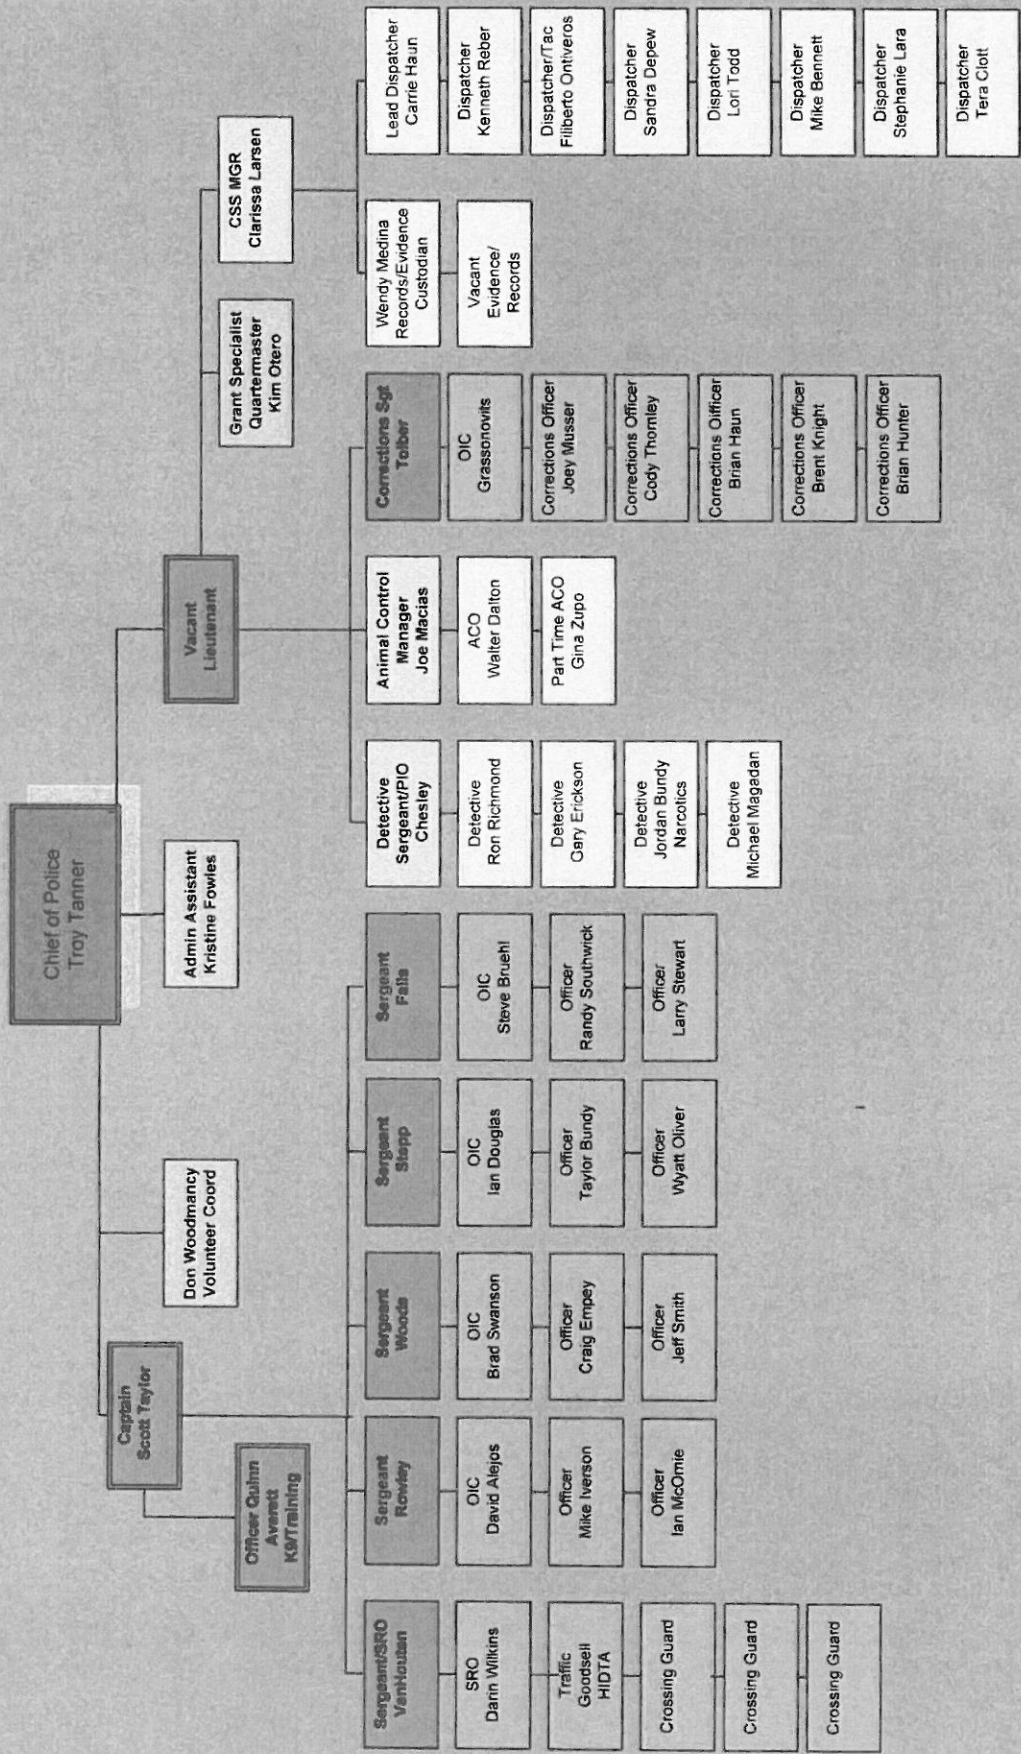 Chief of Police
Troy Tanner
Captain
Scott Taylor
Officer Quinn
Averett
K9/Training
Don Woodmancy
Volunteer Coord
Admin Assistant
Kristine Fowles
Vacant
Lieutenant
Grant Specialist
Quartermaster
Kim Otero
CSS MGR
Clarissa Larsen
Sergeant/SRO
VanHouten
SRO
Darin Wilkins
Traffic
Goodsell
HIDTA
Crossing Guard
Crossing Guard
Crossing Guard
Sergeant
Rowley
OIC
David Alejos
Officer
Mike Iverson
Officer
Ian McOmie
Sergeant
Woods
OIC
Brad Swanson
Officer
Craig Empey
Officer
Jeff Smith
Sergeant
Stepp
OIC
Ian Douglas
Officer
Taylor Bundy
Officer
Wyatt Oliver
Sergeant
Falls
OIC
Steve Bruehl
Officer
Randy Southwick
Officer
Larry Stewart
Detective
Sergeant/PIO
Chesley
Detective
Ron Richmond
Detective
Gary Erickson
Detective
Jordan Bundy
Narcotics
Detective
Michael Magadan
Animal Control
Manager
Joe Macias
ACO
Walter Dalton
Part Time ACO
Gina Zupo
Corrections Sgt
Tolber
OIC
Grassonovits
Corrections Officer
Joey Musser
Corrections Officer
Cody Thornley
Corrections Oifficer
Brian Haun
Corrections Officer
Brent Knight
Corrections Officer
Brian Hunter
Wendy Medina
Records/Evidence
Custodian
Vacant
Evidence/
Records
Lead Dispatcher
Carrie Haun
Dispatcher
Kenneth Reber
Dispatcher/Tac
Filiberto Ontiveros
Dispatcher
Sandra Depew
Dispatcher
Lori Todd
Dispatcher
Mike Bennett
Dispatcher
Stephanie Lara
Dispatcher
Tera Clott